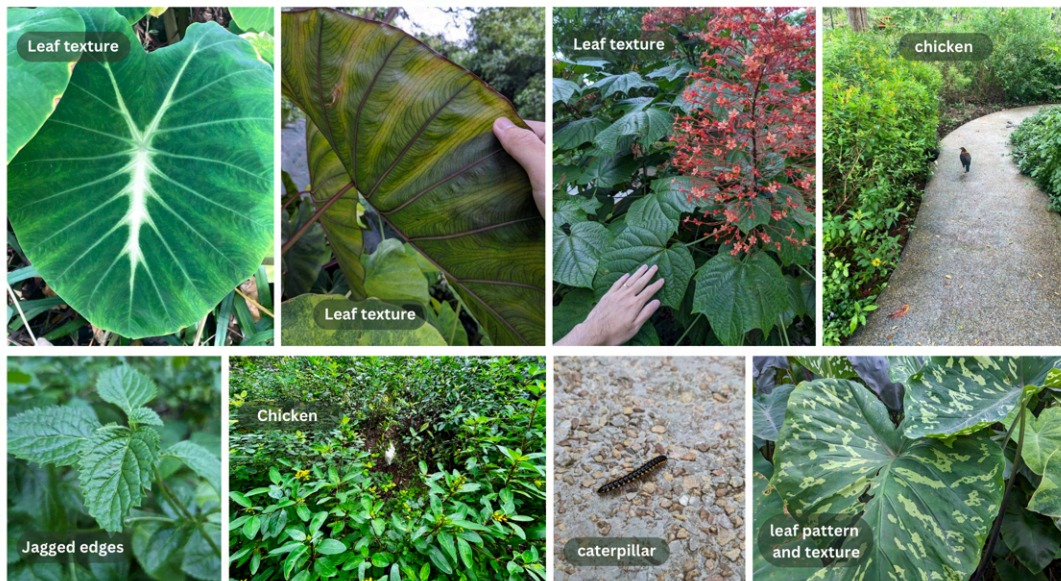 Leaf texture
Leaf texture
Leaf texture
chicken
Jagged edges
Chicken
caterpillar
leaf pattern
and texture